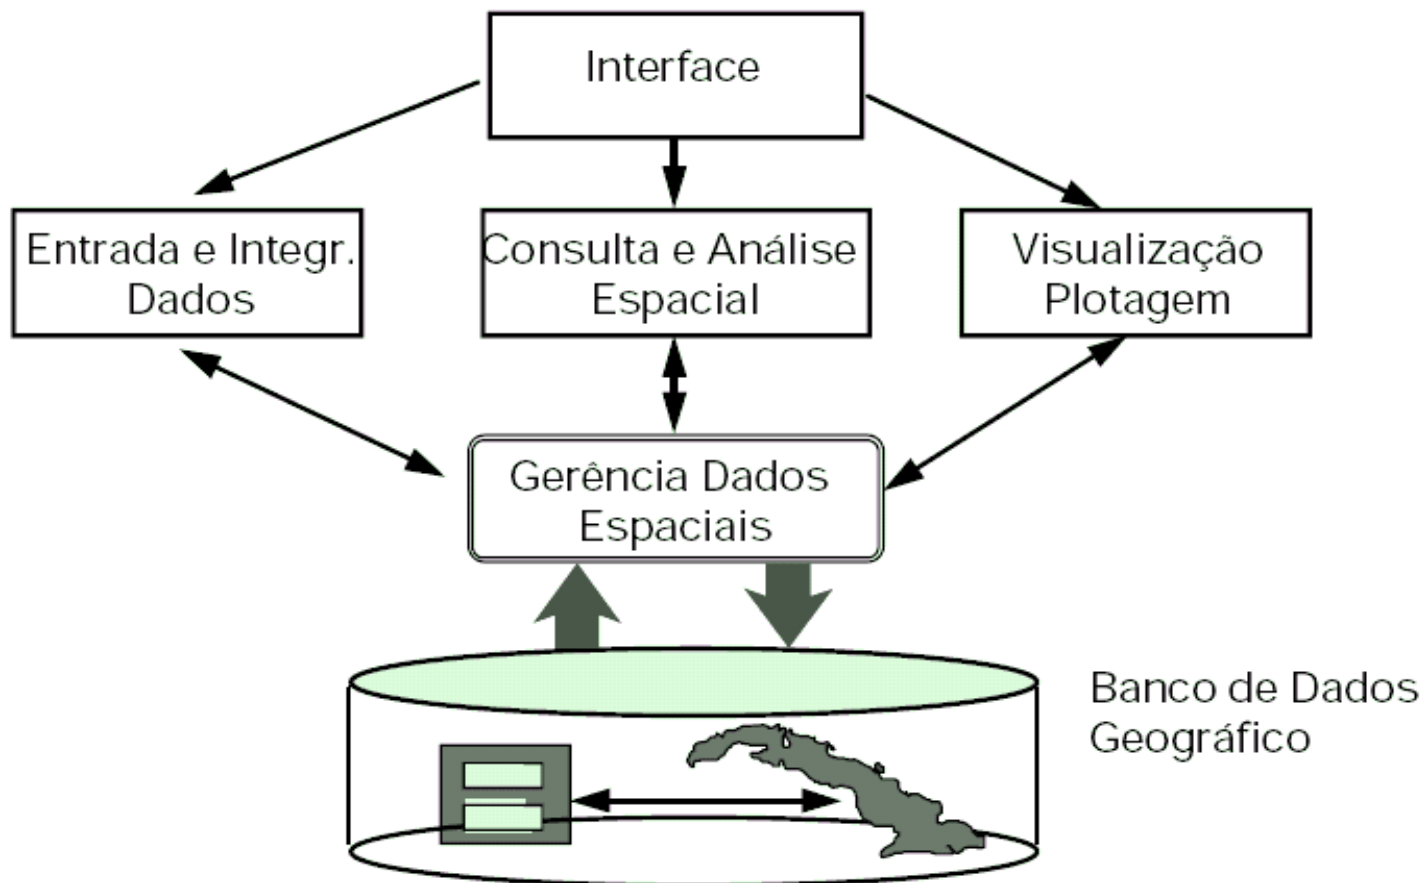 Interface
Entrada e Integr.
Dados
Consulta e Análise
Espacial
Visualização
Plotagem
Gerência Dados
Espaciais
Banco de Dados
Geográfico